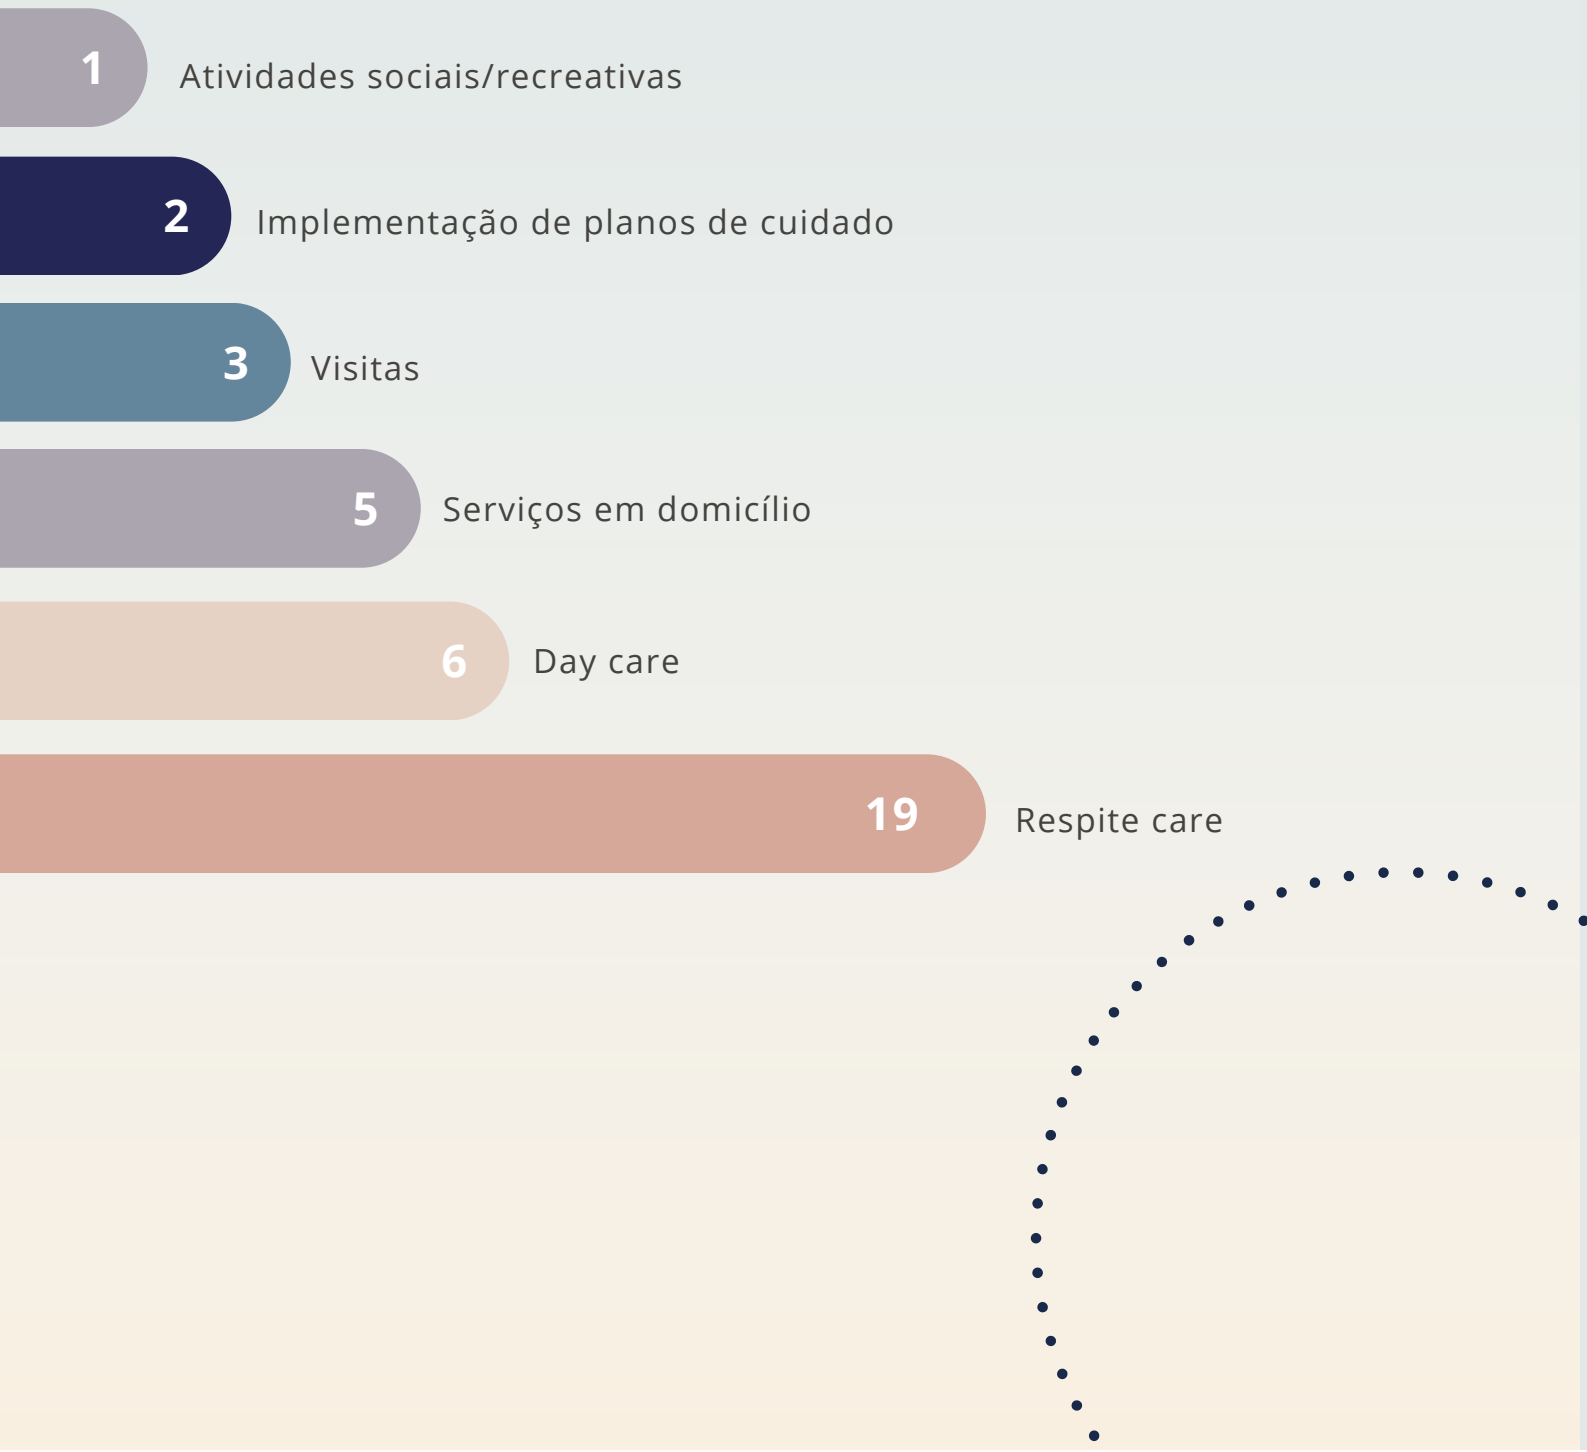 1 Atividades sociais/recreativas
2 Implementação de planos de cuidado
3 Visitas
5 Serviços em domicílio
6 Day care
19 Respite care